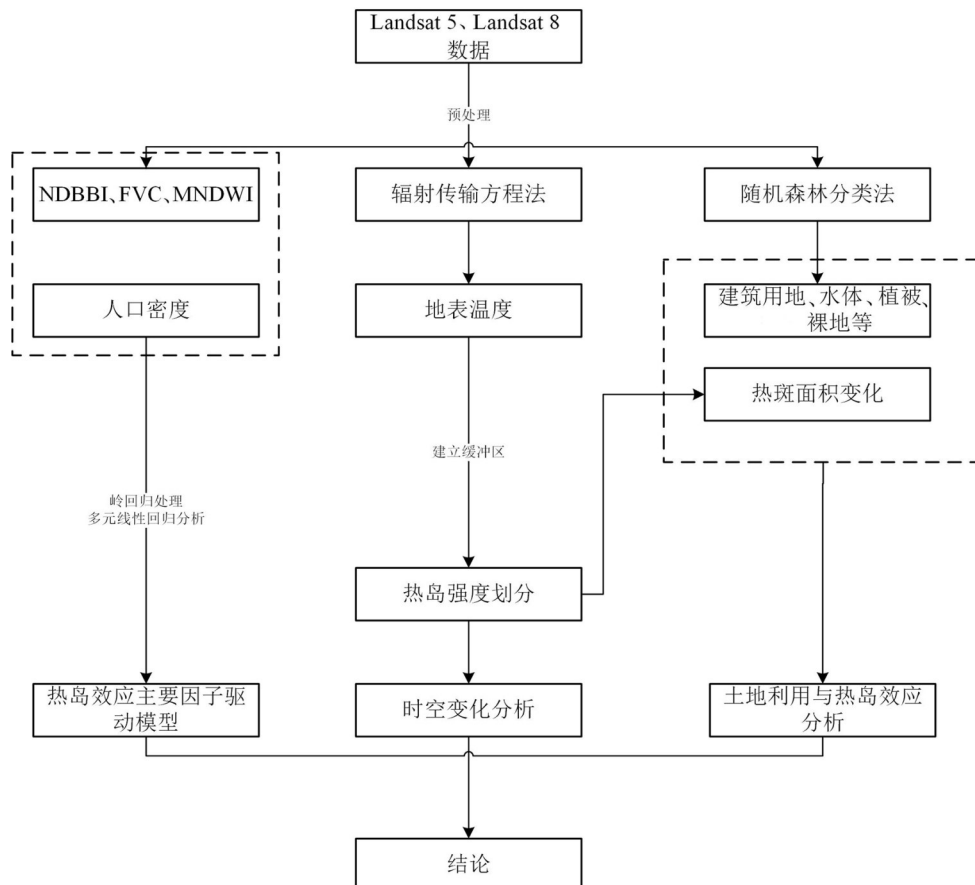 Landsat 5、Landsat 8
数据
预处理
NDBBI、FVC、MNDWI
辐射传输方程法
随机森林分类法
人口密度
地表温度
建筑用地、水体、植被、
裸地等
热斑面积变化
建立缓冲区
岭回归处理
多元线性回归分析
热岛强度划分
热岛效应主要因子驱
动模型
时空变化分析
土地利用与热岛效应
分析
结论